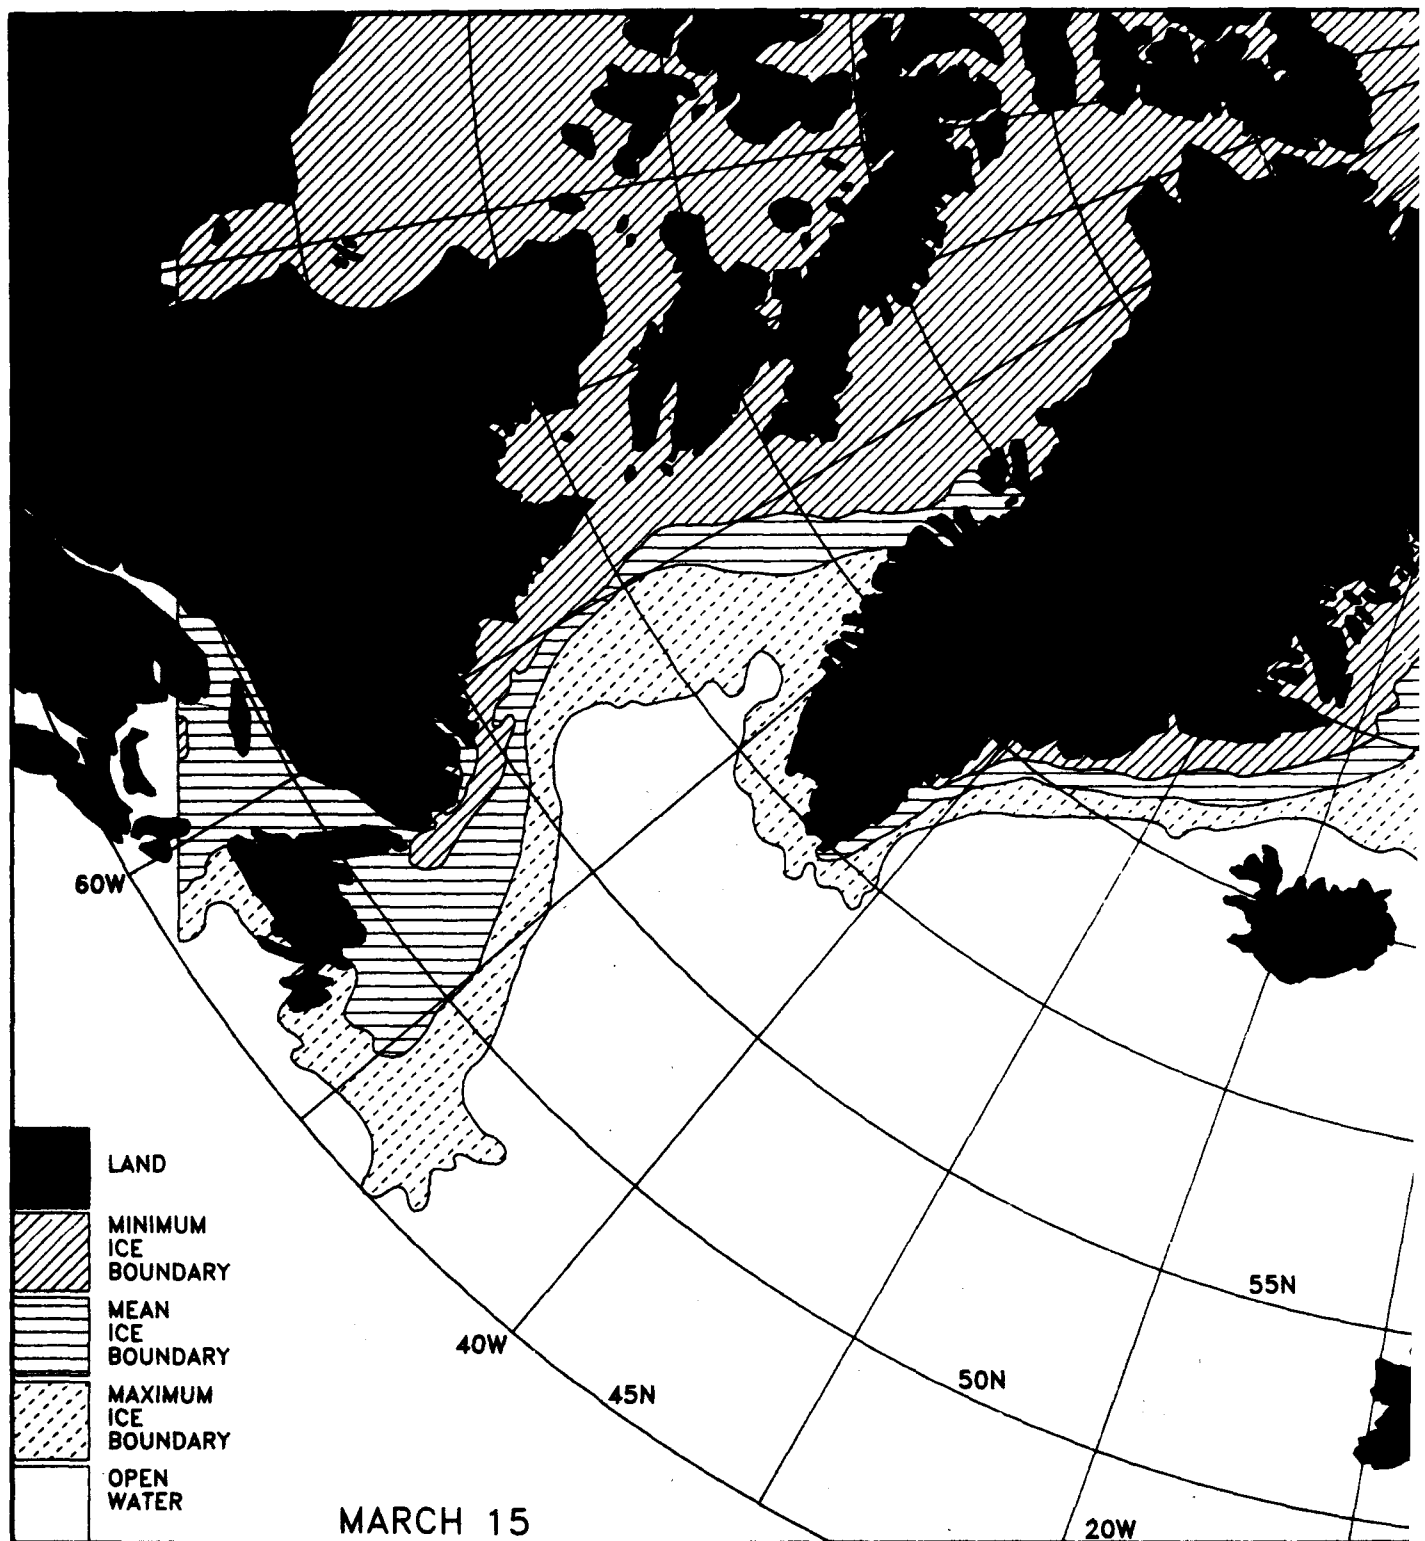 60W
LAND
MINIMUM
ICE
BOUNDARY
MEAN
ICE
BOUNDARY
MAXIMUM
ICE
BOUNDARY
OPEN
WATER
MARCH 15
40W
45N
50N
55N
20W